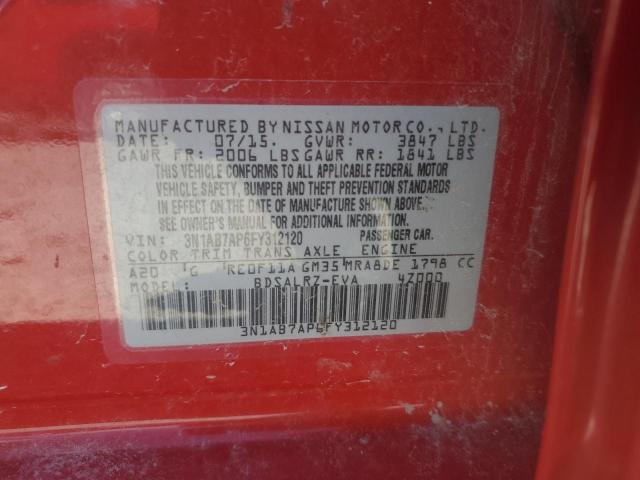 MANUFACTURED BY NISSAN MOTOR CO., LTD.
DATE: 07/15. GVWR: 3847 LBS
GAWR FR: 2006 LBS GAWR RR: 1841 LBS
THIS VEHICLE CONFORMS TO ALL APPLICABLE FEDERAL MOTOR
VEHICLE SAFETY, BUMPER AND THEFT PREVENTION STANDARDS
IN EFFECT ON THE DATE OF MANUFACTURE SHOWN ABOVE.
SEE OWNER'S MANUAL FOR ADDITIONAL INFORMATION.
VIN: 3N1AB7AP6FY312120 PASSENGER CAR.
COLOR TRIM TRANS AXLE ENGINE
A20 G RE0F11A GM35 MRA8DE 1798 CC
BDSALRZ-EVA 4Z000
3N1AB7AP6FY312120